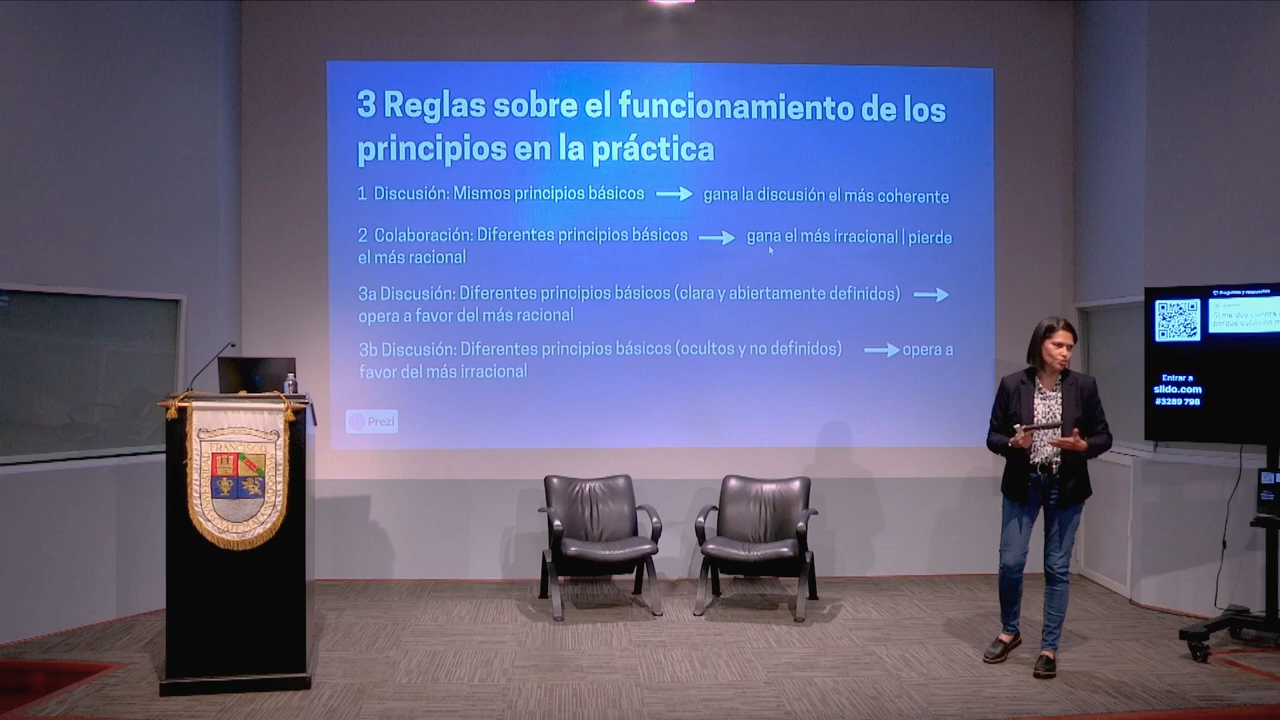 3 Reglas sobre el funcionamiento de los
principios en la práctica
1 Discusión: Mismos principios básicos → gana la discusión el más coherente
2 Colaboración: Diferentes principios básicos → gana el más irracional | pierde
el más racional
3a Discusión: Diferentes principios básicos (clara y abiertamente definidos) →
opera a favor del más racional
3b Discusión: Diferentes principios básicos (ocultos y no definidos) → opera a
favor del más irracional
Prezi
FRANCISCO
Preguntas y respuestas
Entrar a
slido.com
#3289 798